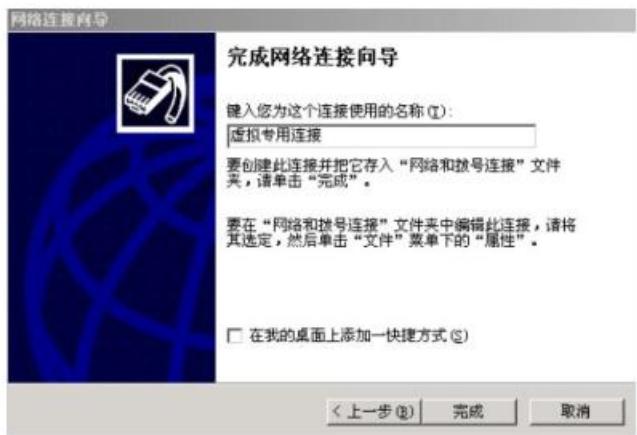 网络连接向导
完成网络连接向导
键入您为这个连接使用的名称(T):
虚拟专用连接
要创建此连接并把它存入“网络和拨号连接”文件
夹，请单击“完成”。
要在“网络和拨号连接”文件夹中编辑此连接，请将
其选定，然后单击“文件”菜单下的“属性”。
在我的桌面上添加一快捷方式(S)
< 上一步(B)
完成
取消